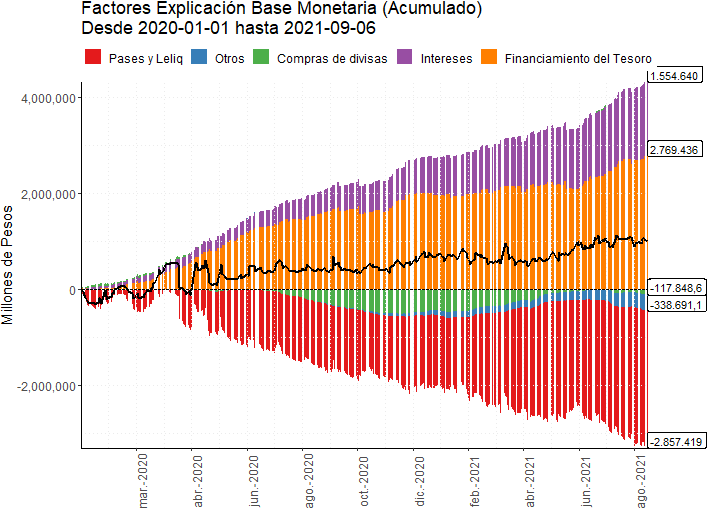 Factores Explicación Base Monetaria (Acumulado)
Desde 2020-01-01 hasta 2021-09-06
Pases y Leliq Otros Compras de divisas Intereses Financiamiento del Tesoro
Millones de Pesos
4,000,000
2,000,000
0
-2,000,000
1.554.640
2.769.436
-117.848,6
-338.691,1
-2.857.419
mar.-2020
abr.-2020
jun.-2020
ago.-2020
oct.-2020
dic.-2020
feb.-2021
abr.-2021
jun.-2021
ago.-2021